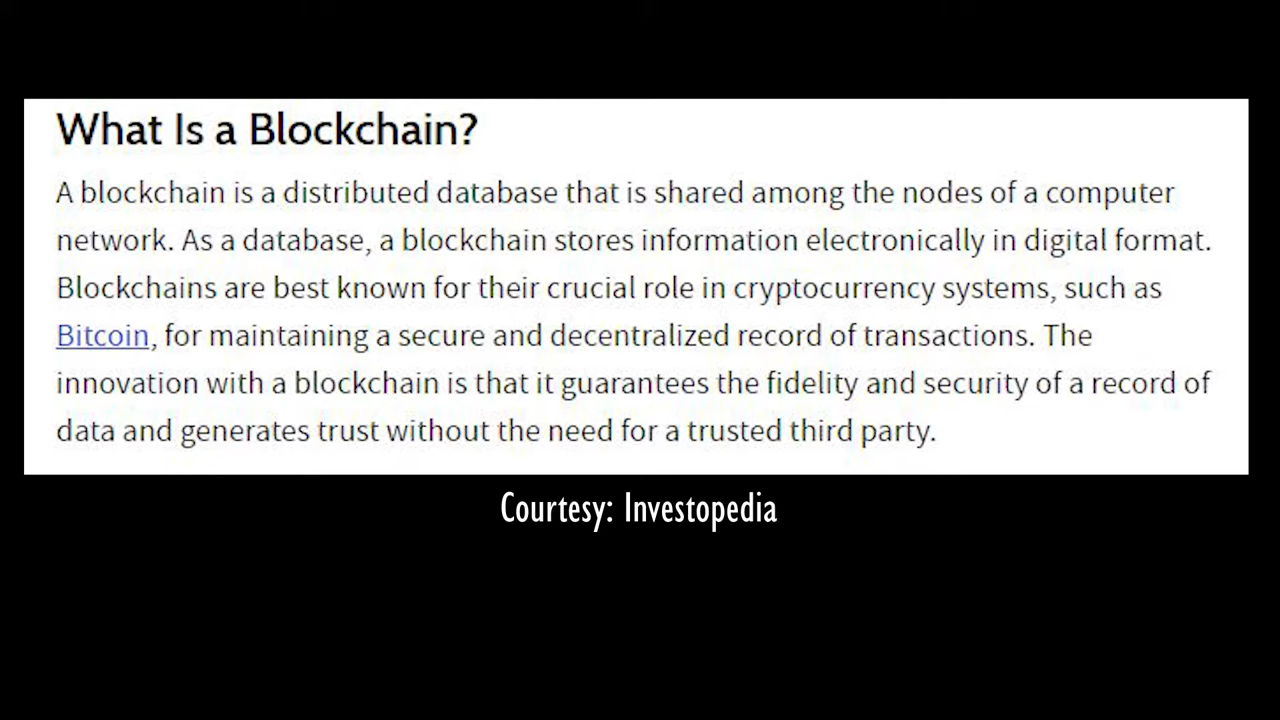 What Is a Blockchain?
A blockchain is a distributed database that is shared among the nodes of a computer
network. As a database, a blockchain stores information electronically in digital format.
Blockchains are best known for their crucial role in cryptocurrency systems, such as
Bitcoin, for maintaining a secure and decentralized record of transactions. The
innovation with a blockchain is that it guarantees the fidelity and security of a record of
data and generates trust without the need for a trusted third party.
Courtesy: Investopedia